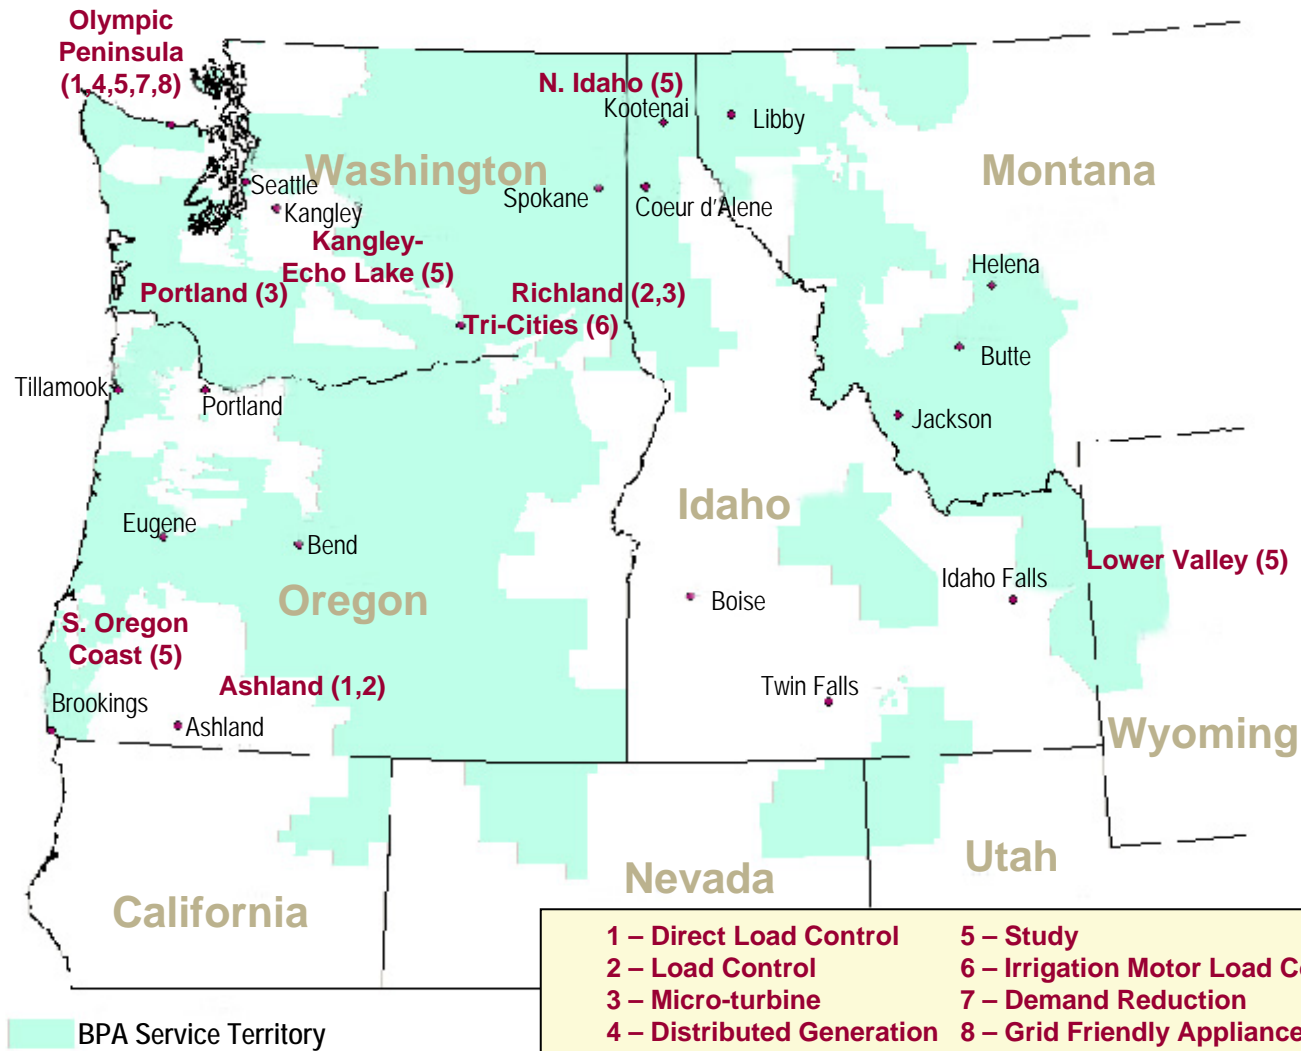 Olympic
Peninsula
(1,4,5,7,8)
N. Idaho (5)
Kootenai
Libby
Washington
Montana
Seattle
Spokane
Coeur d'Alene
Kangley
Kangley-
Echo Lake (5)
Helena
Portland (3)
Richland (2,3)
Tri-Cities (6)
Butte
Tillamook
Portland
Jackson
Idaho
Eugene
Bend
Lower Valley (5)
Idaho Falls
Oregon
Boise
S. Oregon
Coast (5)
Ashland (1,2)
Twin Falls
Brookings
Ashland
Wyoming
Utah
Nevada
California
1 – Direct Load Control
2 – Load Control
3 – Micro-turbine
4 – Distributed Generation
5 – Study
6 – Irrigation Motor Load
7 – Demand Reduction
8 – Grid Friendly Appliance
BPA Service Territory